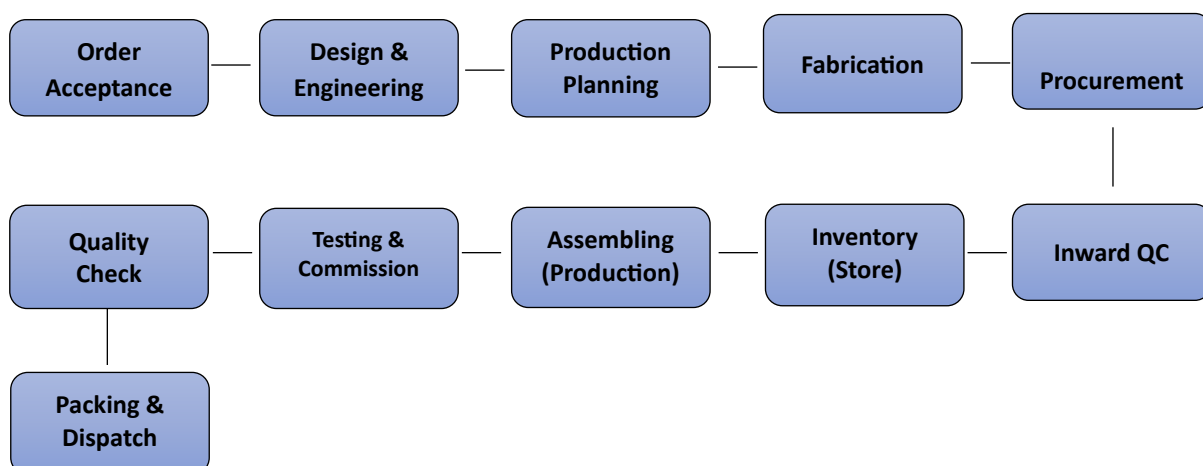 Order
Acceptance
Design &
Engineering
Production
Planning
Fabrication
Procurement
Quality
Check
Testing &
Commission
Assembling
(Production)
Inventory
(Store)
Inward QC
Packing &
Dispatch